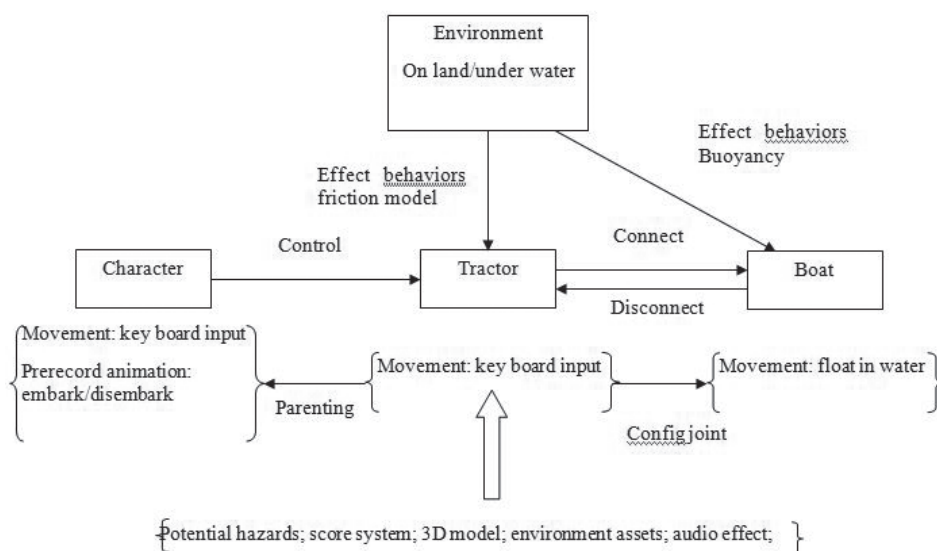 Environment
On land/under water
Effect behaviors
Buoyancy
Effect behaviors
friction model
Control
Connect
Character
Tractor
Boat
Disconnect
Movement: key board input
Prerecord animation:
embark/disembark
Parenting
Movement: key board input
Config joint
Movement: float in water
Potential hazards; score system; 3D model; environment assets; audio effect;